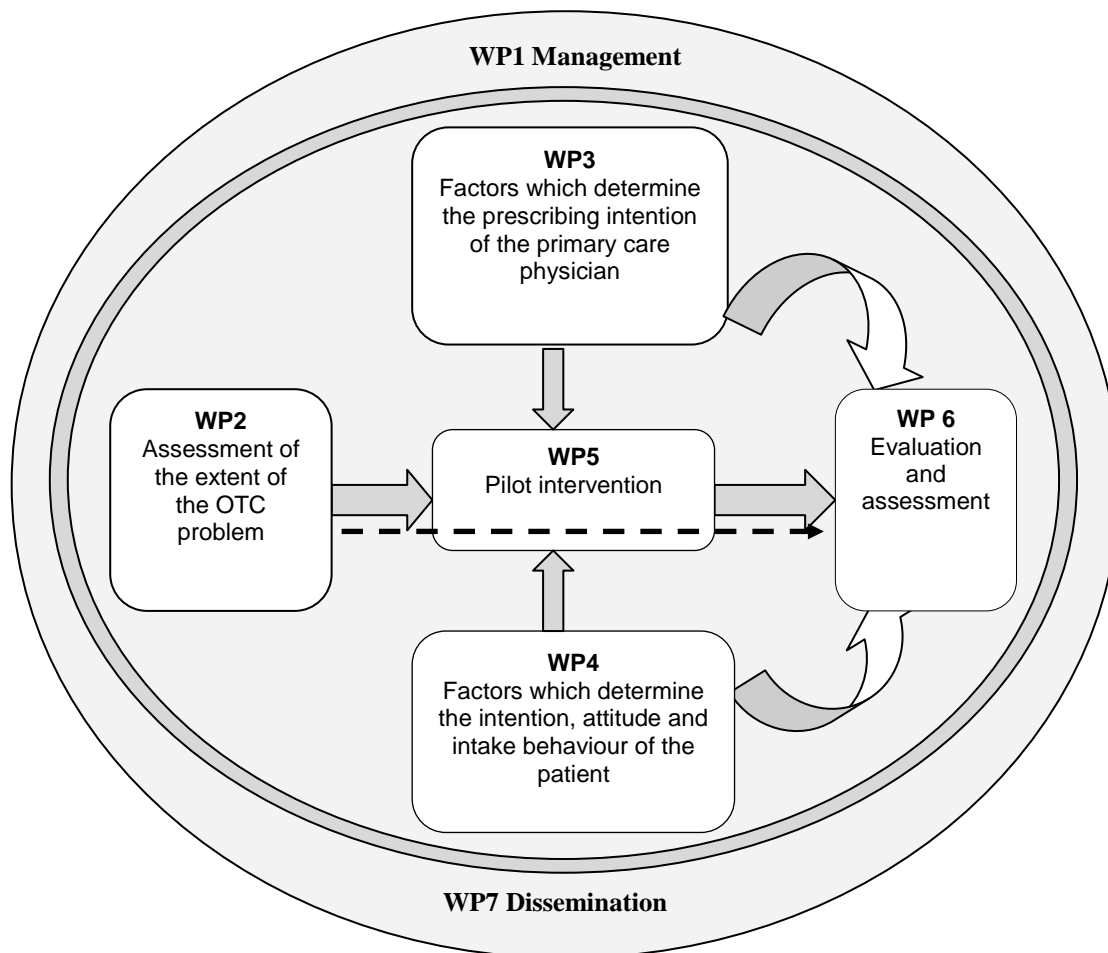 WP1 Management
WP3
Factors which determine
the prescribing intention
of the primary care
physician
WP2
Assessment of
the extent of
the OTC
problem
WP5
Pilot intervention
WP 6
Evaluation
and
assessment
WP4
Factors which determine
the intention, attitude and
intake behaviour of the
patient
WP7 Dissemination